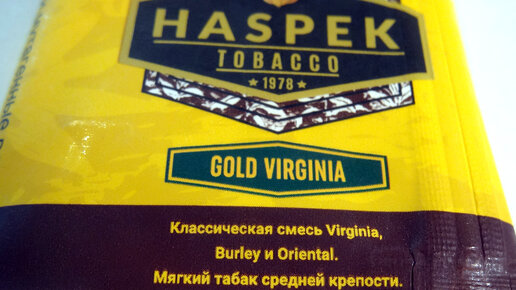 HASPEK
TOBACCO
★ 1978 ★
GOLD VIRGINIA
Классическая смесь Virginia,
Burley и Oriental.
Мягкий табак средней крепости.